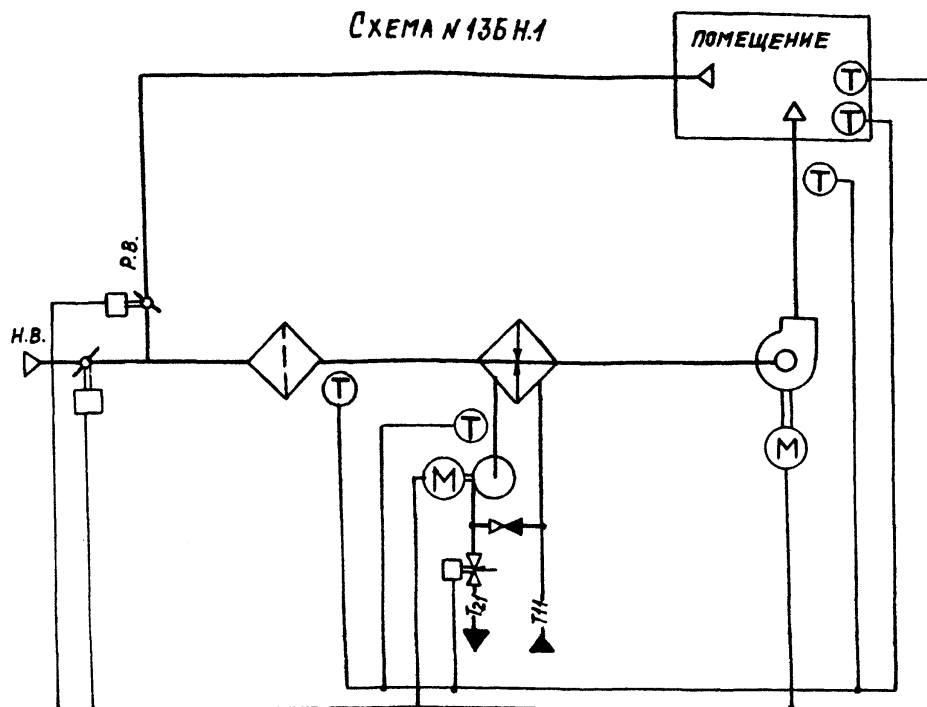 СХЕМА N 13Б Н.1
ПОМЕЩЕНИЕ
Т
Т
Т
Р.В.
Н.В.
Т
Т
М
М
Т21
Т11